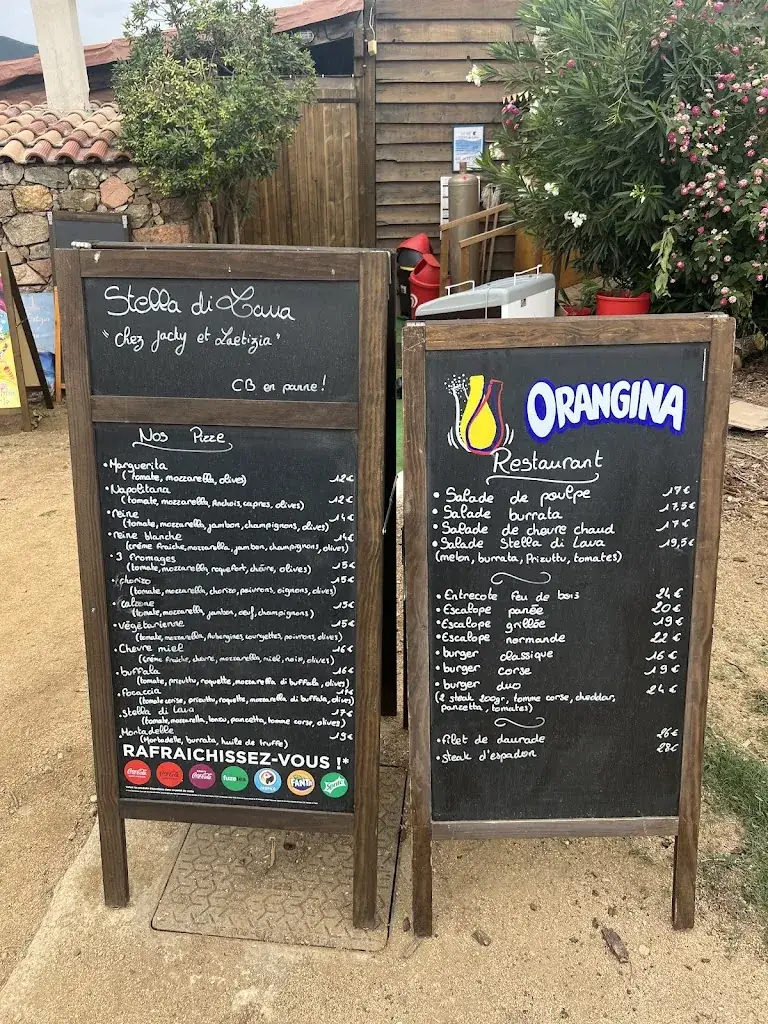 Stella di Lava
"chez Jacky et Laetizia"
CB en panne!
Nos Pizze
• Marguerita
(tomate, mozzarella, olives) 12€
• Napolitana
(tomate, mozzarella, Anchois, capres, olives) 12€
• reine 14€
(tomate, mozzarella, jambon, champignons, olives)
• reine blanche 14€
(crème fraiche, mozzarella, jambon, champignons, olives)
• 3 fromages 15€
(tomate, mozzarella, roquefort, chèvre, olives)
• chorizo 15€
(tomate, mozzarella, chorizo, poivrons, oignons, olives)
• calzone 15€
(tomate, mozzarella, jambon, oeuf, champignons)
• végétarienne 15€
(tomate, mozzarella, Aubergines, courgettes, poivrons, olives)
• Chevre miel 16€
(crème fraiche, chevre, mozzarella, miel, noix, olives)
• buffala 16€
(tomate, prizuttu, roquette, mozzarella di buffala, olives)
• focaccia
(tomate cerise, prizuttu, roquette, mozzarella di buffala, olives)
• stella di lava 17€
(tomate, mozzarella, lonzu, pancetta, tomme corse, olives)
• Mortadelle 19€
(Mortadelle, burrata, huile de truffe)
RAFRAICHISSEZ-VOUS !*
Coca-Cola Coca-Cola Coca-Cola fuzetea FANTA Sprite
ORANGINA
Restaurant
• Salade de poulpe 17€
• Salade burrata 17,5€
• Salade de chevre chaud 17€
• Salade Stella di Lava 19,5€
(melon, burrata, Prizuttu, tomates)
• Entrecote feu de bois 24€
• Escalope panée 20€
• Escalope grillée 19€
• Escalope normande 22€
• burger classique 16€
• burger corse 19€
• burger duo 24€
(2 steak 200gr, tomme corse, cheddar,
pancetta, tomates)
• filet de daurade 26€
• steak d'espadon 28€